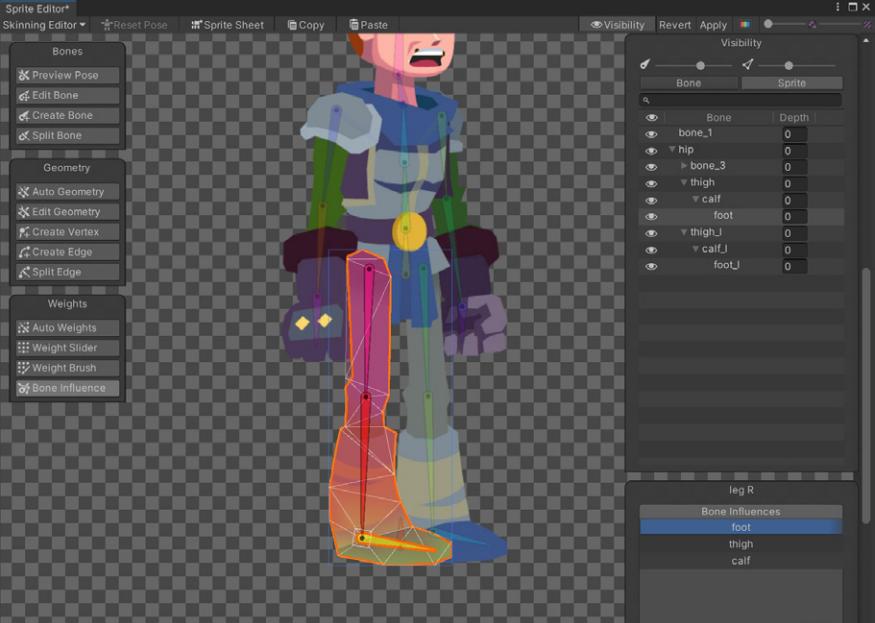 Sprite Editor*
Skinning Editor Reset Pose Sprite Sheet Copy Paste Visibility Revert Apply
Bones
Preview Pose
Edit Bone
Create Bone
Split Bone
Geometry
Auto Geometry
Edit Geometry
Create Vertex
Create Edge
Split Edge
Weights
Auto Weights
Weight Slider
Weight Brush
Bone Influence
Visibility
Bone Sprite
Bone Depth
bone_1 0
hip 0
bone_3 0
thigh 0
calf 0
foot 0
thigh_l 0
calf_l 0
foot_l 0
leg R
Bone Influences
foot
thigh
calf